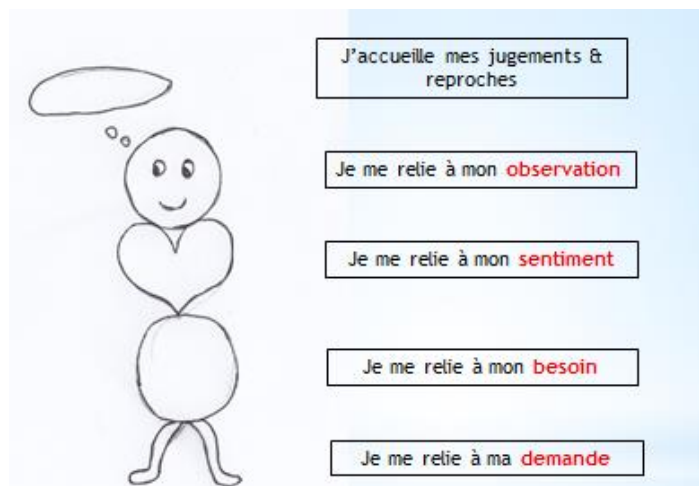 J'accueille mes jugements &
reproches
Je me relie à mon observation
Je me relie à mon sentiment
Je me relie à mon besoin
Je me relie à ma demande